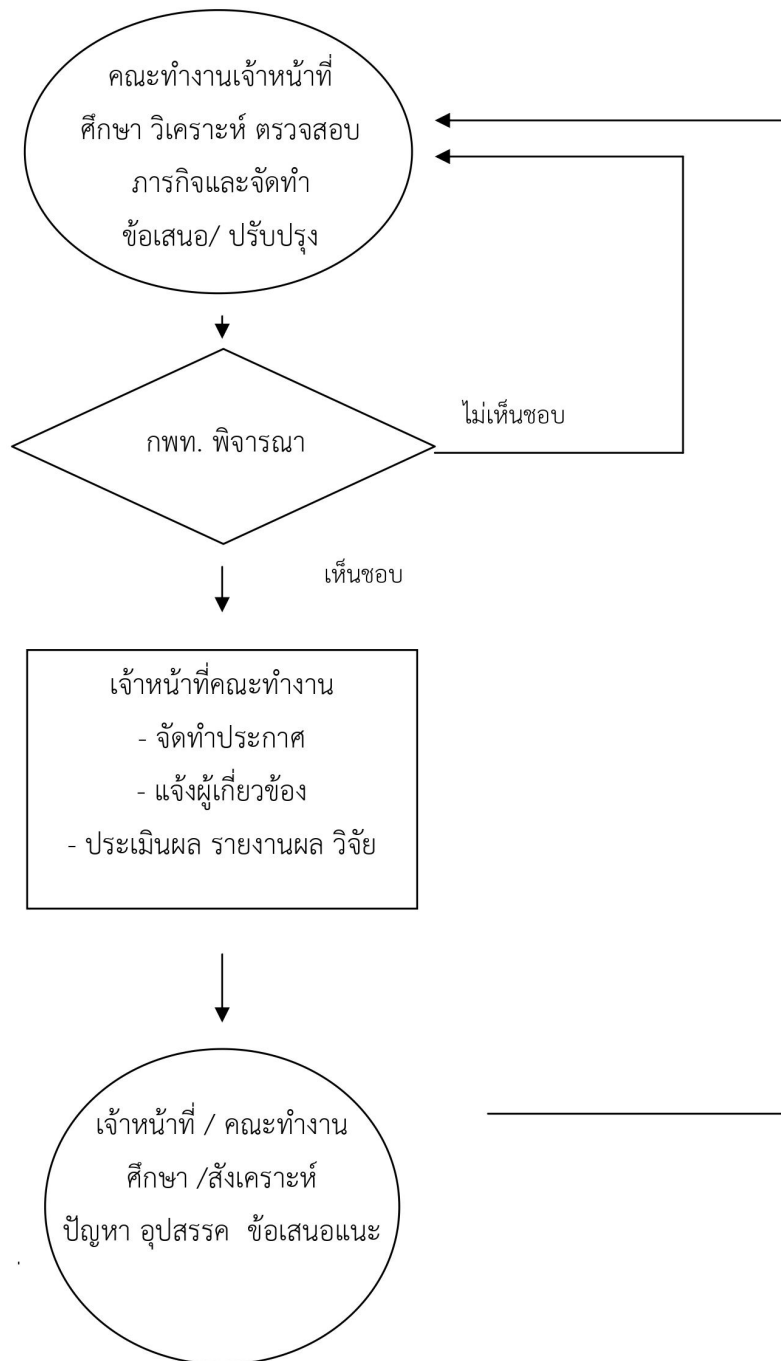 คณะทำงานเจ้าหน้าที่
ศึกษา วิเคราะห์ ตรวจสอบ
ภารกิจและจัดทำ
ข้อเสนอ/ ปรับปรุง
กพท. พิจารณา
ไม่เห็นชอบ
เห็นชอบ
เจ้าหน้าที่คณะทำงาน
- จัดทำประกาศ
- แจ้งผู้เกี่ยวข้อง
- ประเมินผล รายงานผล วิจัย
เจ้าหน้าที่ / คณะทำงาน
ศึกษา /สังเคราะห์
ปัญหา อุปสรรค ข้อเสนอแนะ